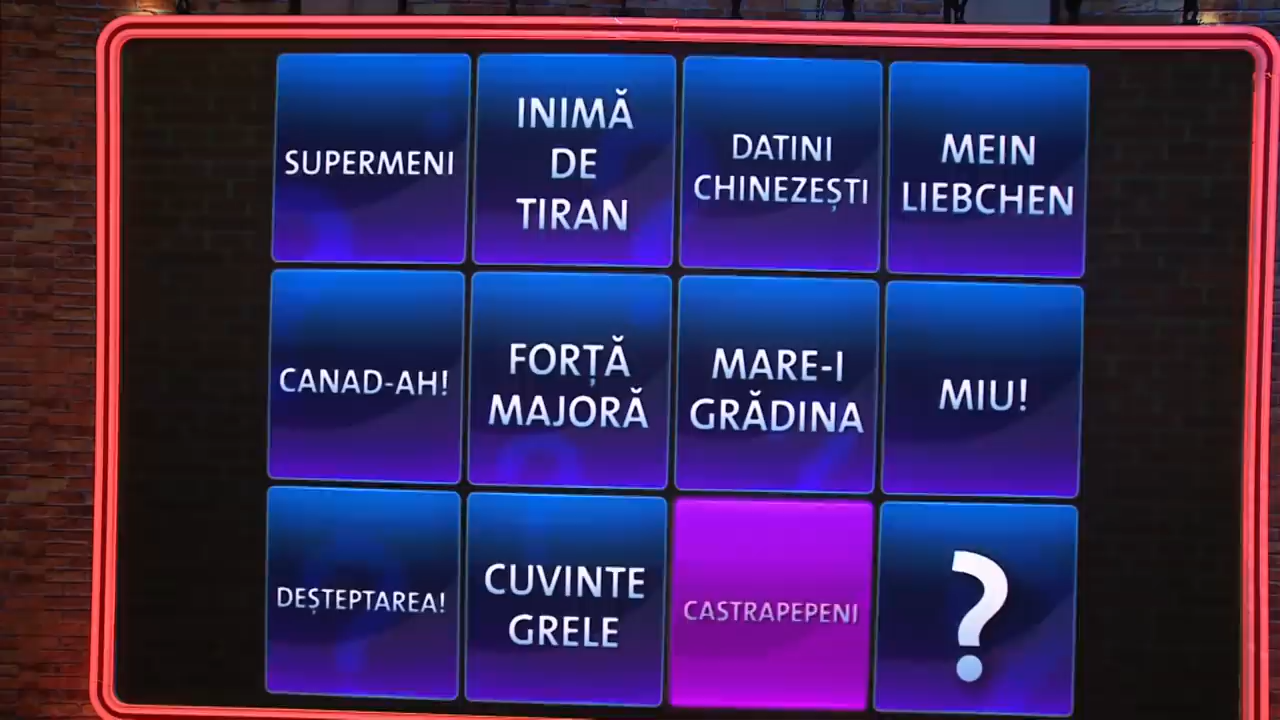 SUPERMENI
INIMĂ
DE
TIRAN
DATINI
CHINEZEȘTI
MEIN
LIEBCHEN
CANAD-AH!
FORȚĂ
MAJORĂ
MARE-I
GRĂDINA
MIU!
DEȘTEPTAREA!
CUVINTE
GRELE
CASTRAPEPENI
?